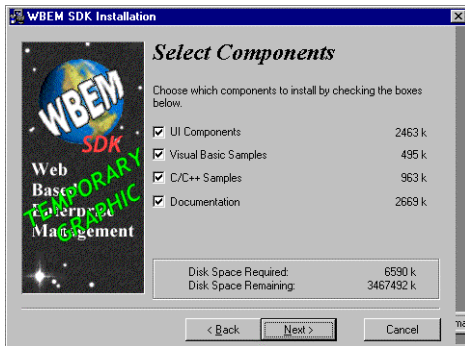 WBEM SDK Installation
WBEM
SDK
Web
Based
Enterprise
Management
TEMPORARY
GRAPHIC
Select Components
Choose which components to install by checking the boxes
below.
UI Components 2463 k
Visual Basic Samples 495 k
C/C++ Samples 963 k
Documentation 2669 k
Disk Space Required: 6590 k
Disk Space Remaining: 3467492 k
< Back Next > Cancel